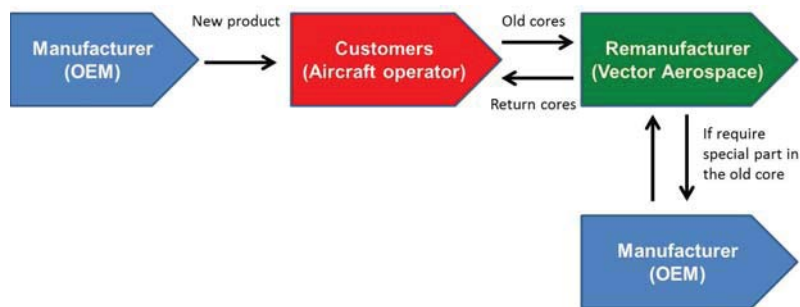 New product
Manufacturer
(OEM)
Customers
(Aircraft operator)
Old cores
Return cores
Remanufacturer
(Vector Aerospace)
If require
special part in
the old core
Manufacturer
(OEM)